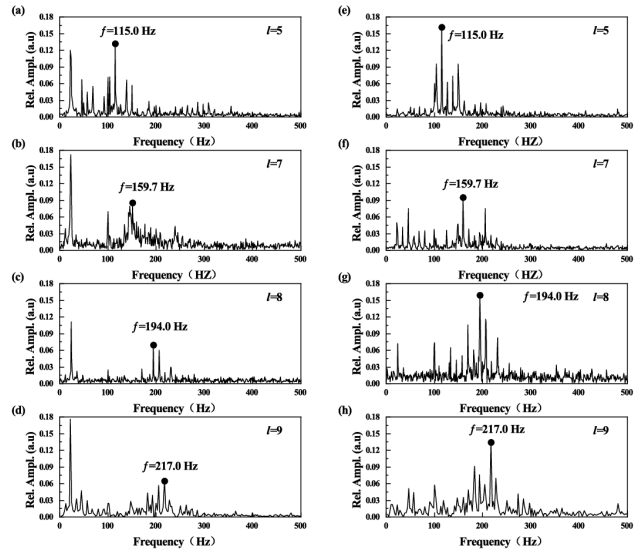 (a)
f=115.0 Hz
l=5
Rel. Ampl. (a.u)
0.18
0.15
0.12
0.09
0.06
0.03
0.00
0 100 200 300 400 500
Frequency（Hz）
(b)
f=159.7 Hz
l=7
Rel. Ampl. (a.u)
0.18
0.15
0.12
0.09
0.06
0.03
0.00
0 100 200 300 400 500
Frequency（HZ）
(c)
f=194.0 Hz
l=8
Rel. Ampl. (a.u)
0.18
0.15
0.12
0.09
0.06
0.03
0.00
0 100 200 300 400 500
Frequency（HZ）
(d)
f=217.0 Hz
l=9
Rel. Ampl. (a.u)
0.18
0.15
0.12
0.09
0.06
0.03
0.00
0 100 200 300 400 500
Frequency（Hz）
(e)
f=115.0 Hz
l=5
Rel. Ampl. (a.u)
0.18
0.15
0.12
0.09
0.06
0.03
0.00
0 100 200 300 400 500
Frequency（HZ）
(f)
f=159.7 Hz
l=7
Rel. Ampl. (a.u)
0.18
0.15
0.12
0.09
0.06
0.03
0.00
0 100 200 300 400 500
Frequency（HZ）
(g)
f=194.0 Hz
l=8
Rel. Ampl. (a.u)
0.18
0.15
0.12
0.09
0.06
0.03
0.00
0 100 200 300 400 500
Frequency（HZ）
(h)
f=217.0 Hz
l=9
Rel. Ampl. (a.u)
0.18
0.15
0.12
0.09
0.06
0.03
0.00
0 100 200 300 400 500
Frequency（Hz）